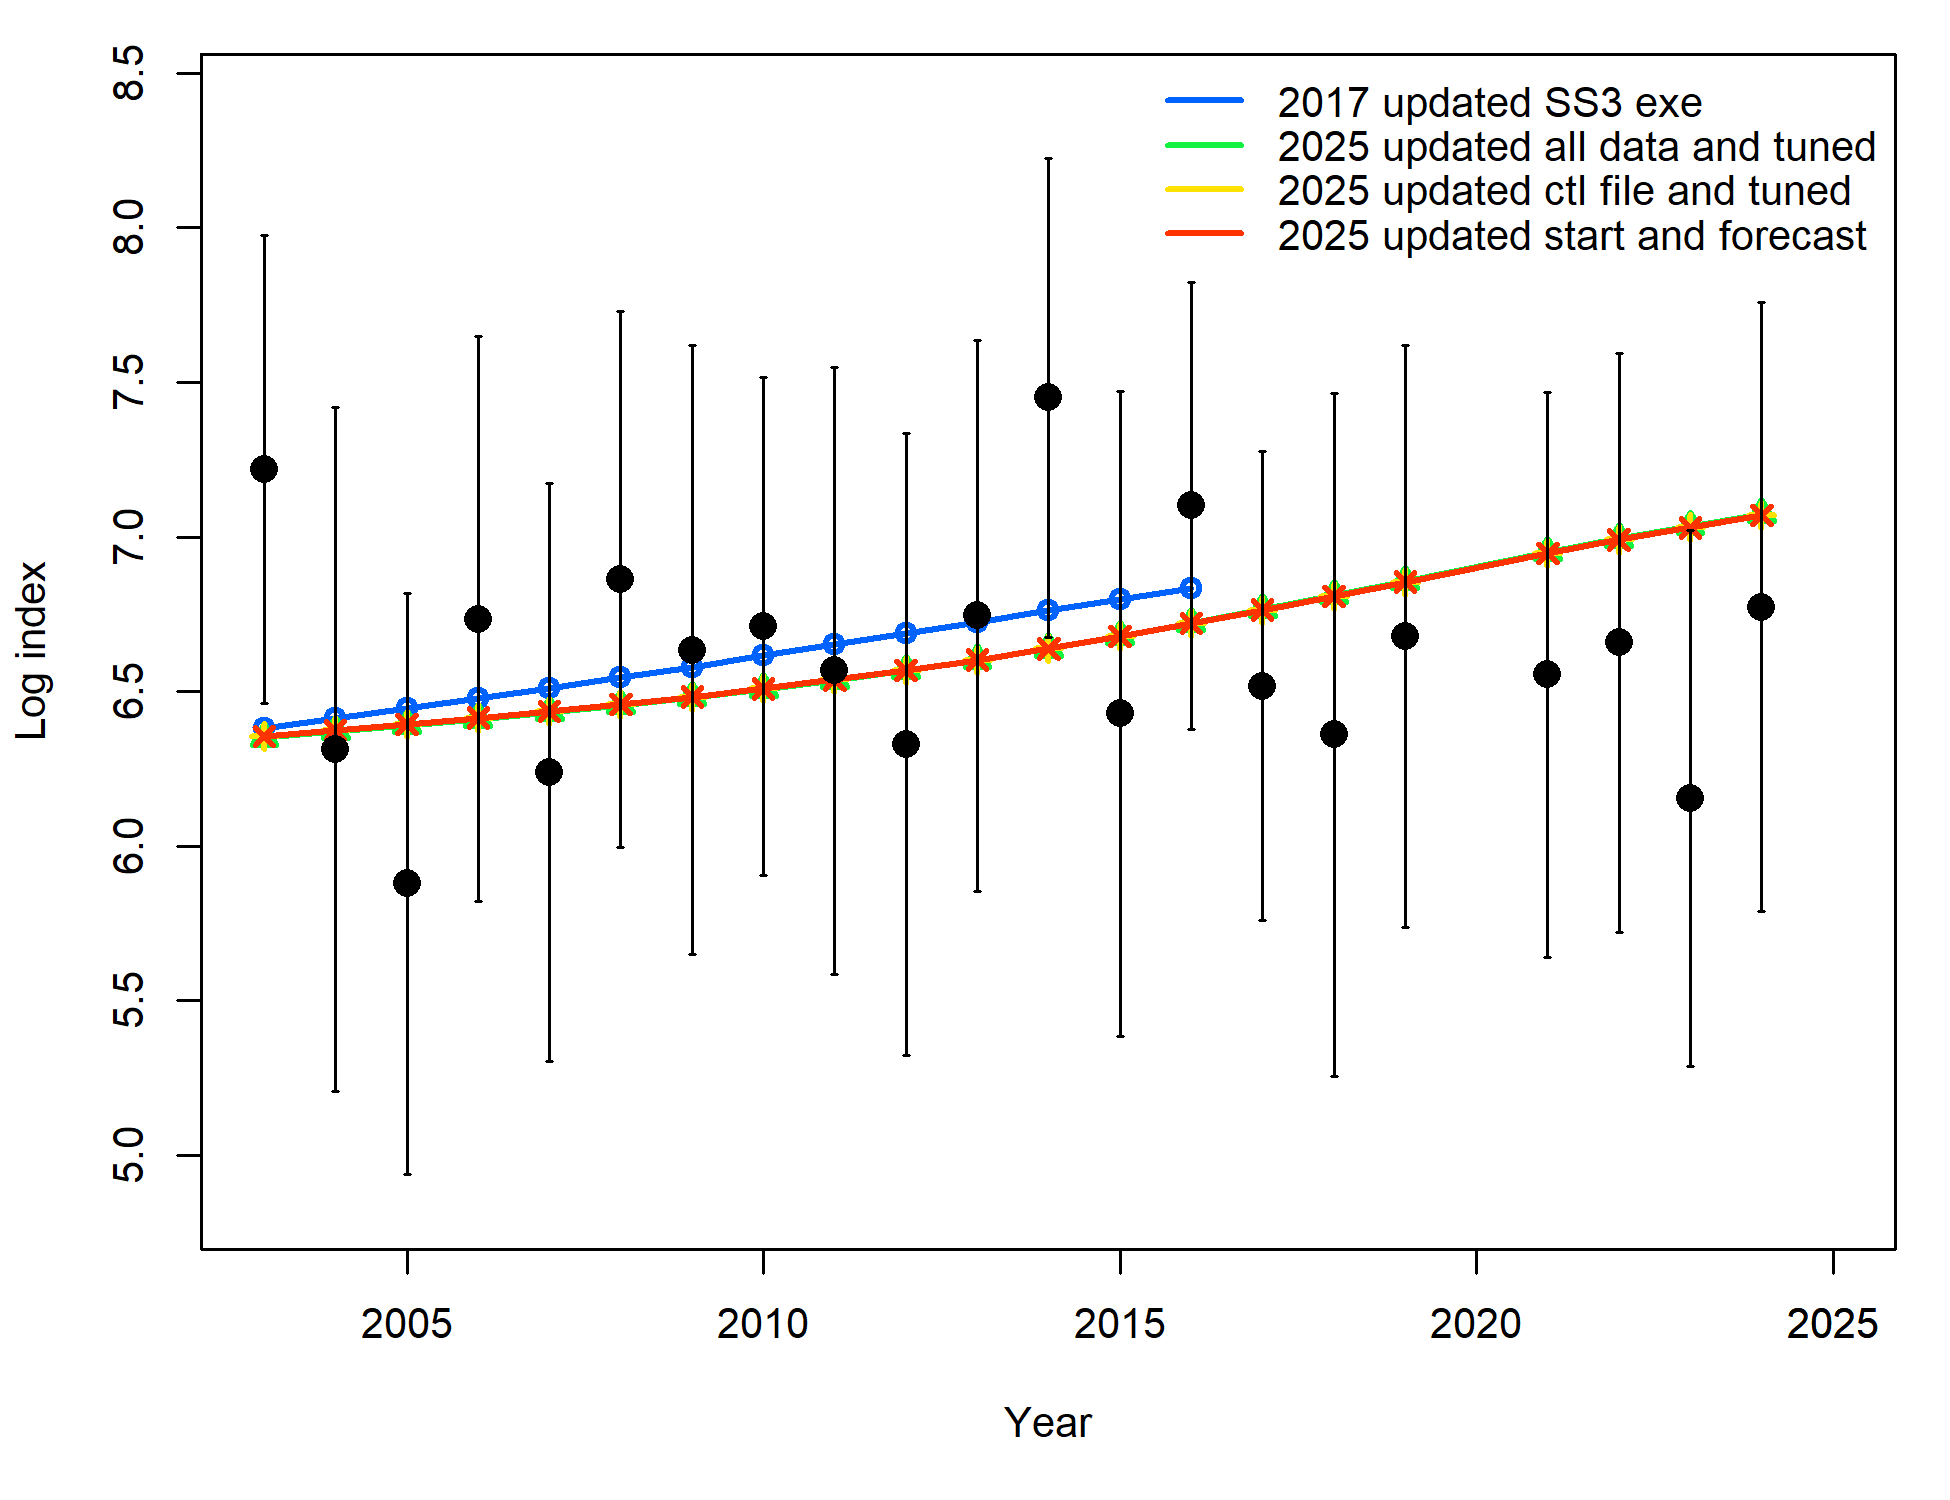 8.5
8.0
7.5
7.0
6.5
6.0
5.5
5.0
Log index
2017 updated SS3 exe
2025 updated all data and tuned
2025 updated ctl file and tuned
2025 updated start and forecast
2005
2010
2015
2020
2025
Year